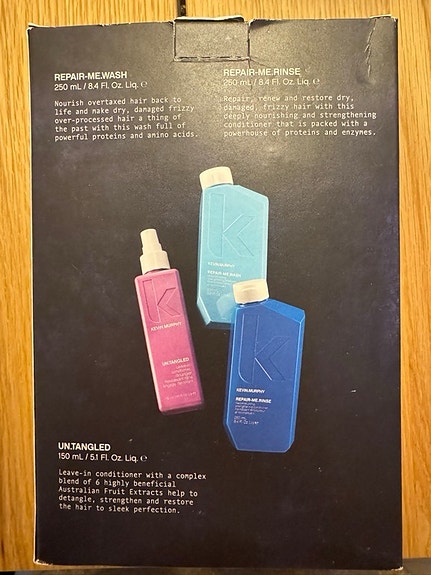 REPAIR-ME.WASH
250 mL / 8.4 Fl. Oz. Liq. ℮
Nourish overtaxed hair back to
life and make dry, damaged frizzy
over-processed hair a thing of
the past with this wash full of
powerful proteins and amino acids.
REPAIR-ME.RINSE
250 mL / 8.4 Fl. Oz. Liq. ℮
Repair, renew and restore dry,
damaged, frizzy hair with this
deeply nourishing and strengthening
conditioner that is packed with a
powerhouse of proteins and enzymes.
KEVIN.MURPHY
REPAIR-ME.WASH
KEVIN.MURPHY
UN.TANGLED
KEVIN.MURPHY
REPAIR-ME.RINSE
UN.TANGLED
150 mL / 5.1 Fl. Oz. Liq. ℮
Leave-in conditioner with a complex
blend of 6 highly beneficial
Australian Fruit Extracts help to
detangle, strengthen and restore
the hair to sleek perfection.